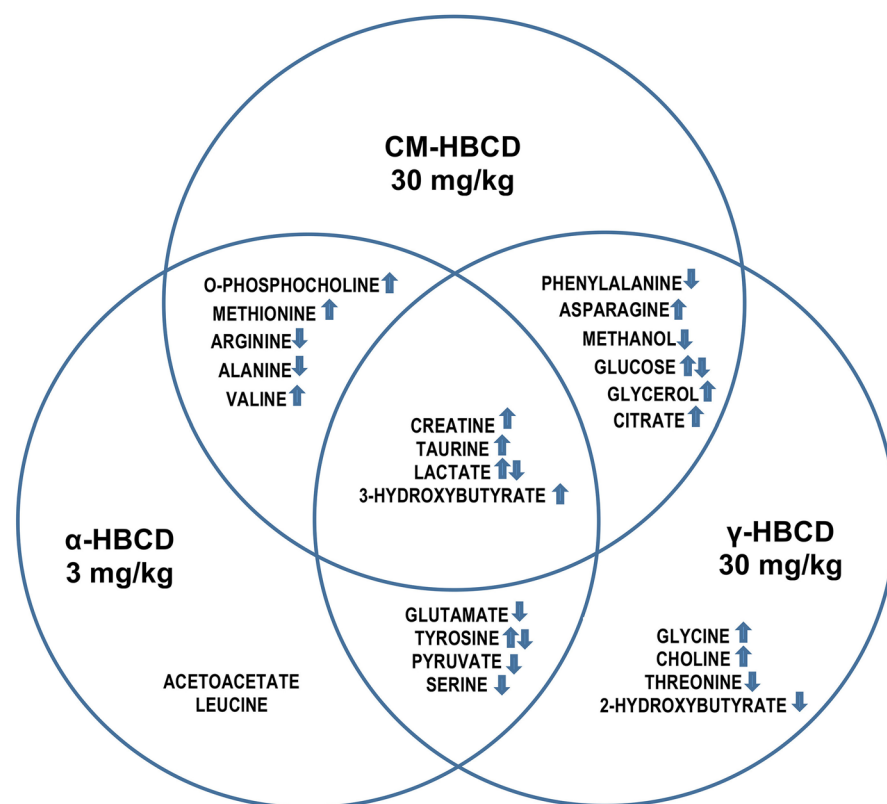 CM-HBCD
30 mg/kg
O-PHOSPHOCHOLINE
METHIONINE
ARGININE
ALANINE
VALINE
PHENYLALANINE
ASPARAGINE
METHANOL
GLUCOSE
GLYCEROL
CITRATE
CREATINE
TAURINE
LACTATE
3-HYDROXYBUTYRATE
α-HBCD
3 mg/kg
γ-HBCD
30 mg/kg
GLUTAMATE
TYROSINE
PYRUVATE
SERINE
ACETOACETATE
LEUCINE
GLYCINE
CHOLINE
THREONINE
2-HYDROXYBUTYRATE